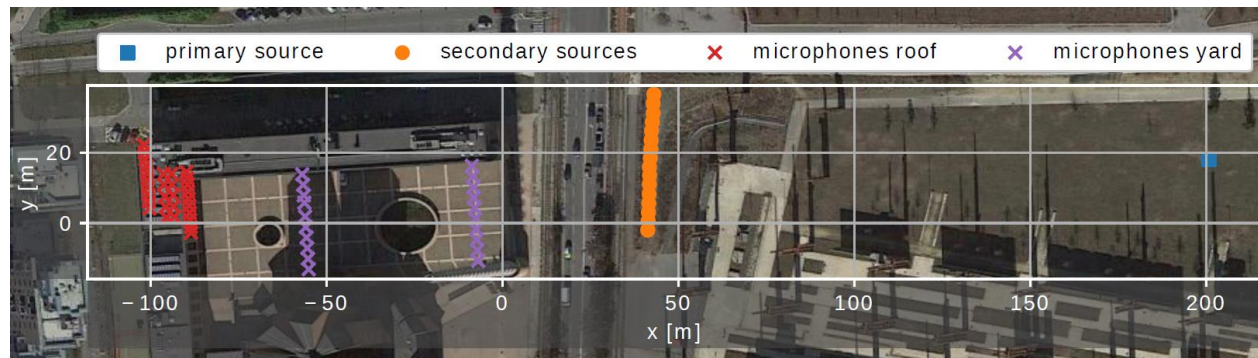 primary source secondary sources microphones roof microphones yard
20
0
y [m]
−100 −50 0 50 100 150 200
x [m]